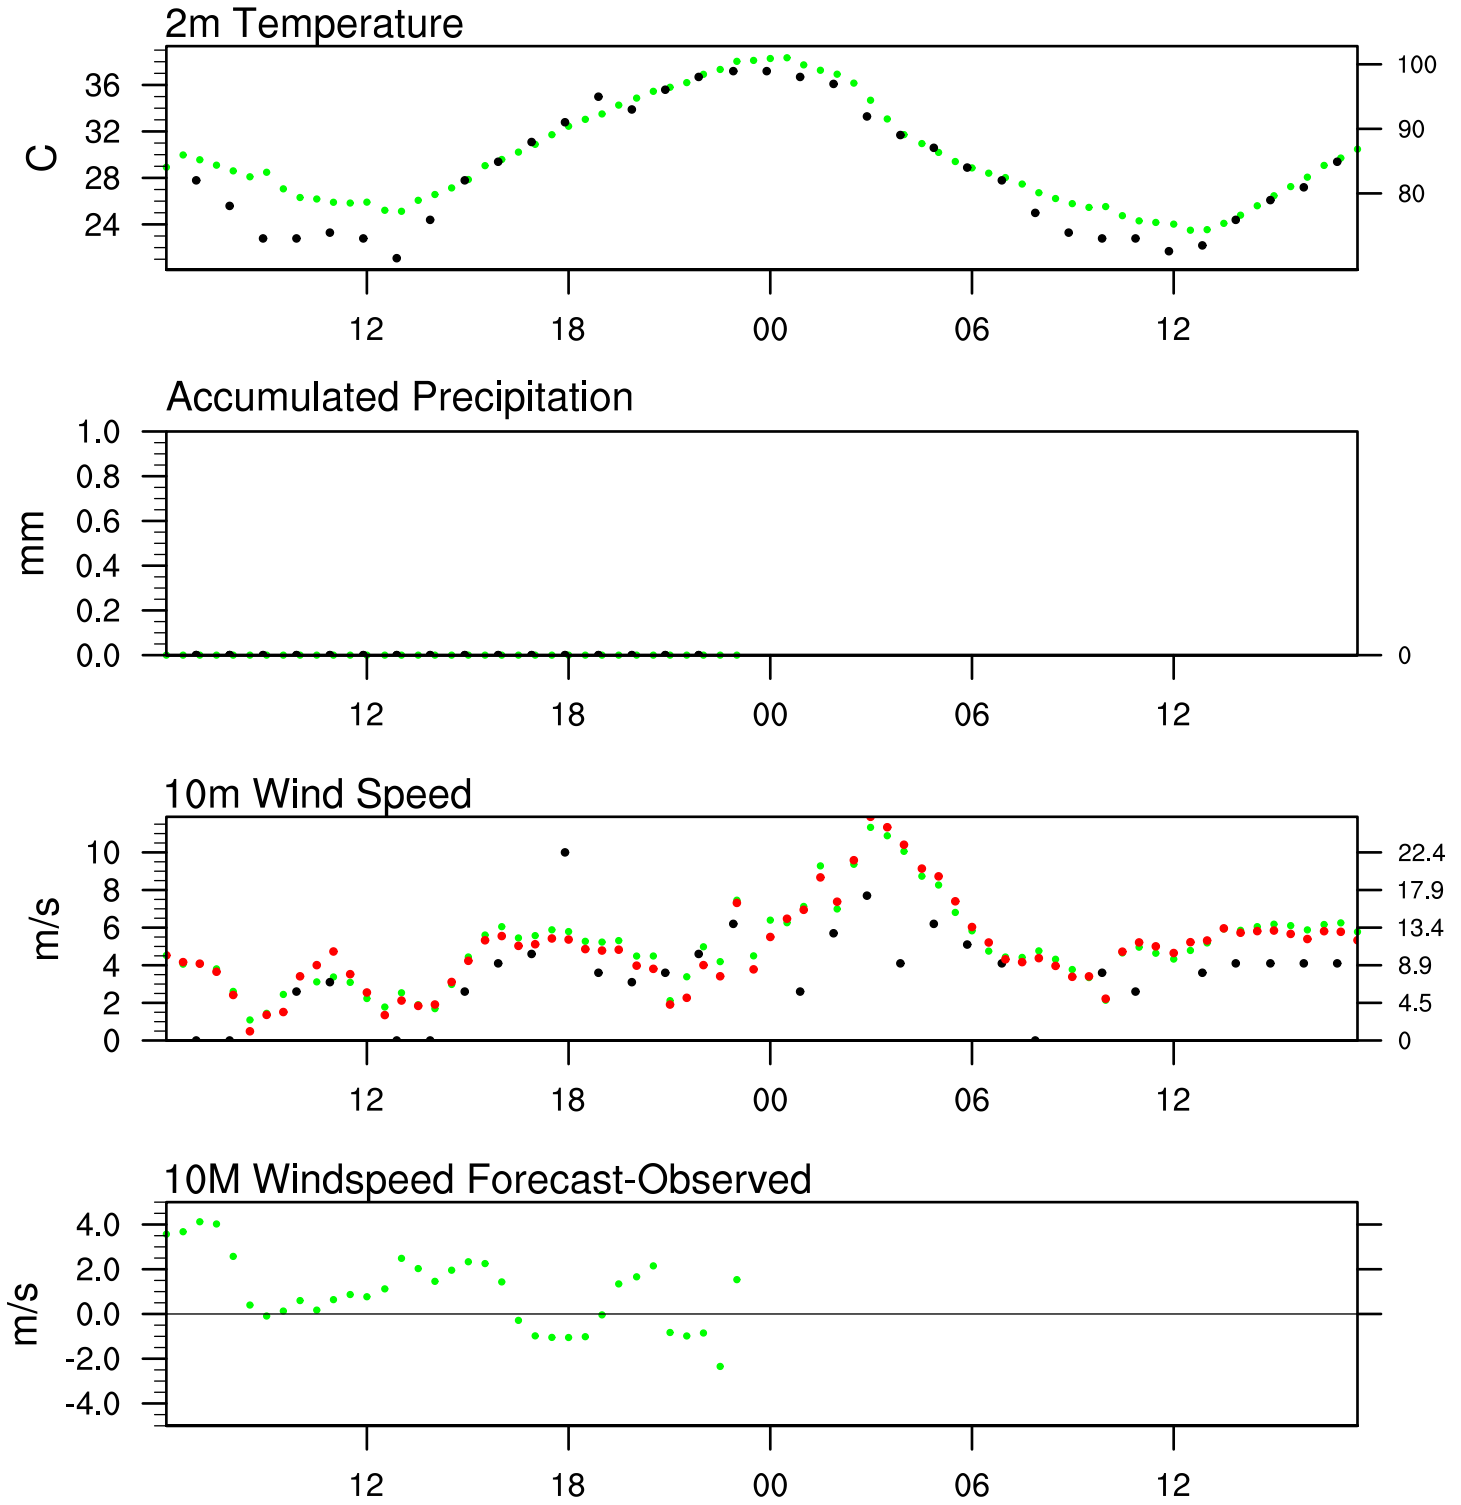 2m Temperature
36 100
32 90
C
28 80
24
12 18 00 06 12
Accumulated Precipitation
1.0
0.8
0.6
mm
0.4
0.2
0.0 0
12 18 00 06 12
10m Wind Speed
10 22.4
8 17.9
6 13.4
m/s
4 8.9
2 4.5
0 0
12 18 00 06 12
10M Windspeed Forecast-Observed
4.0
2.0
0.0
m/s
-2.0
-4.0
12 18 00 06 12